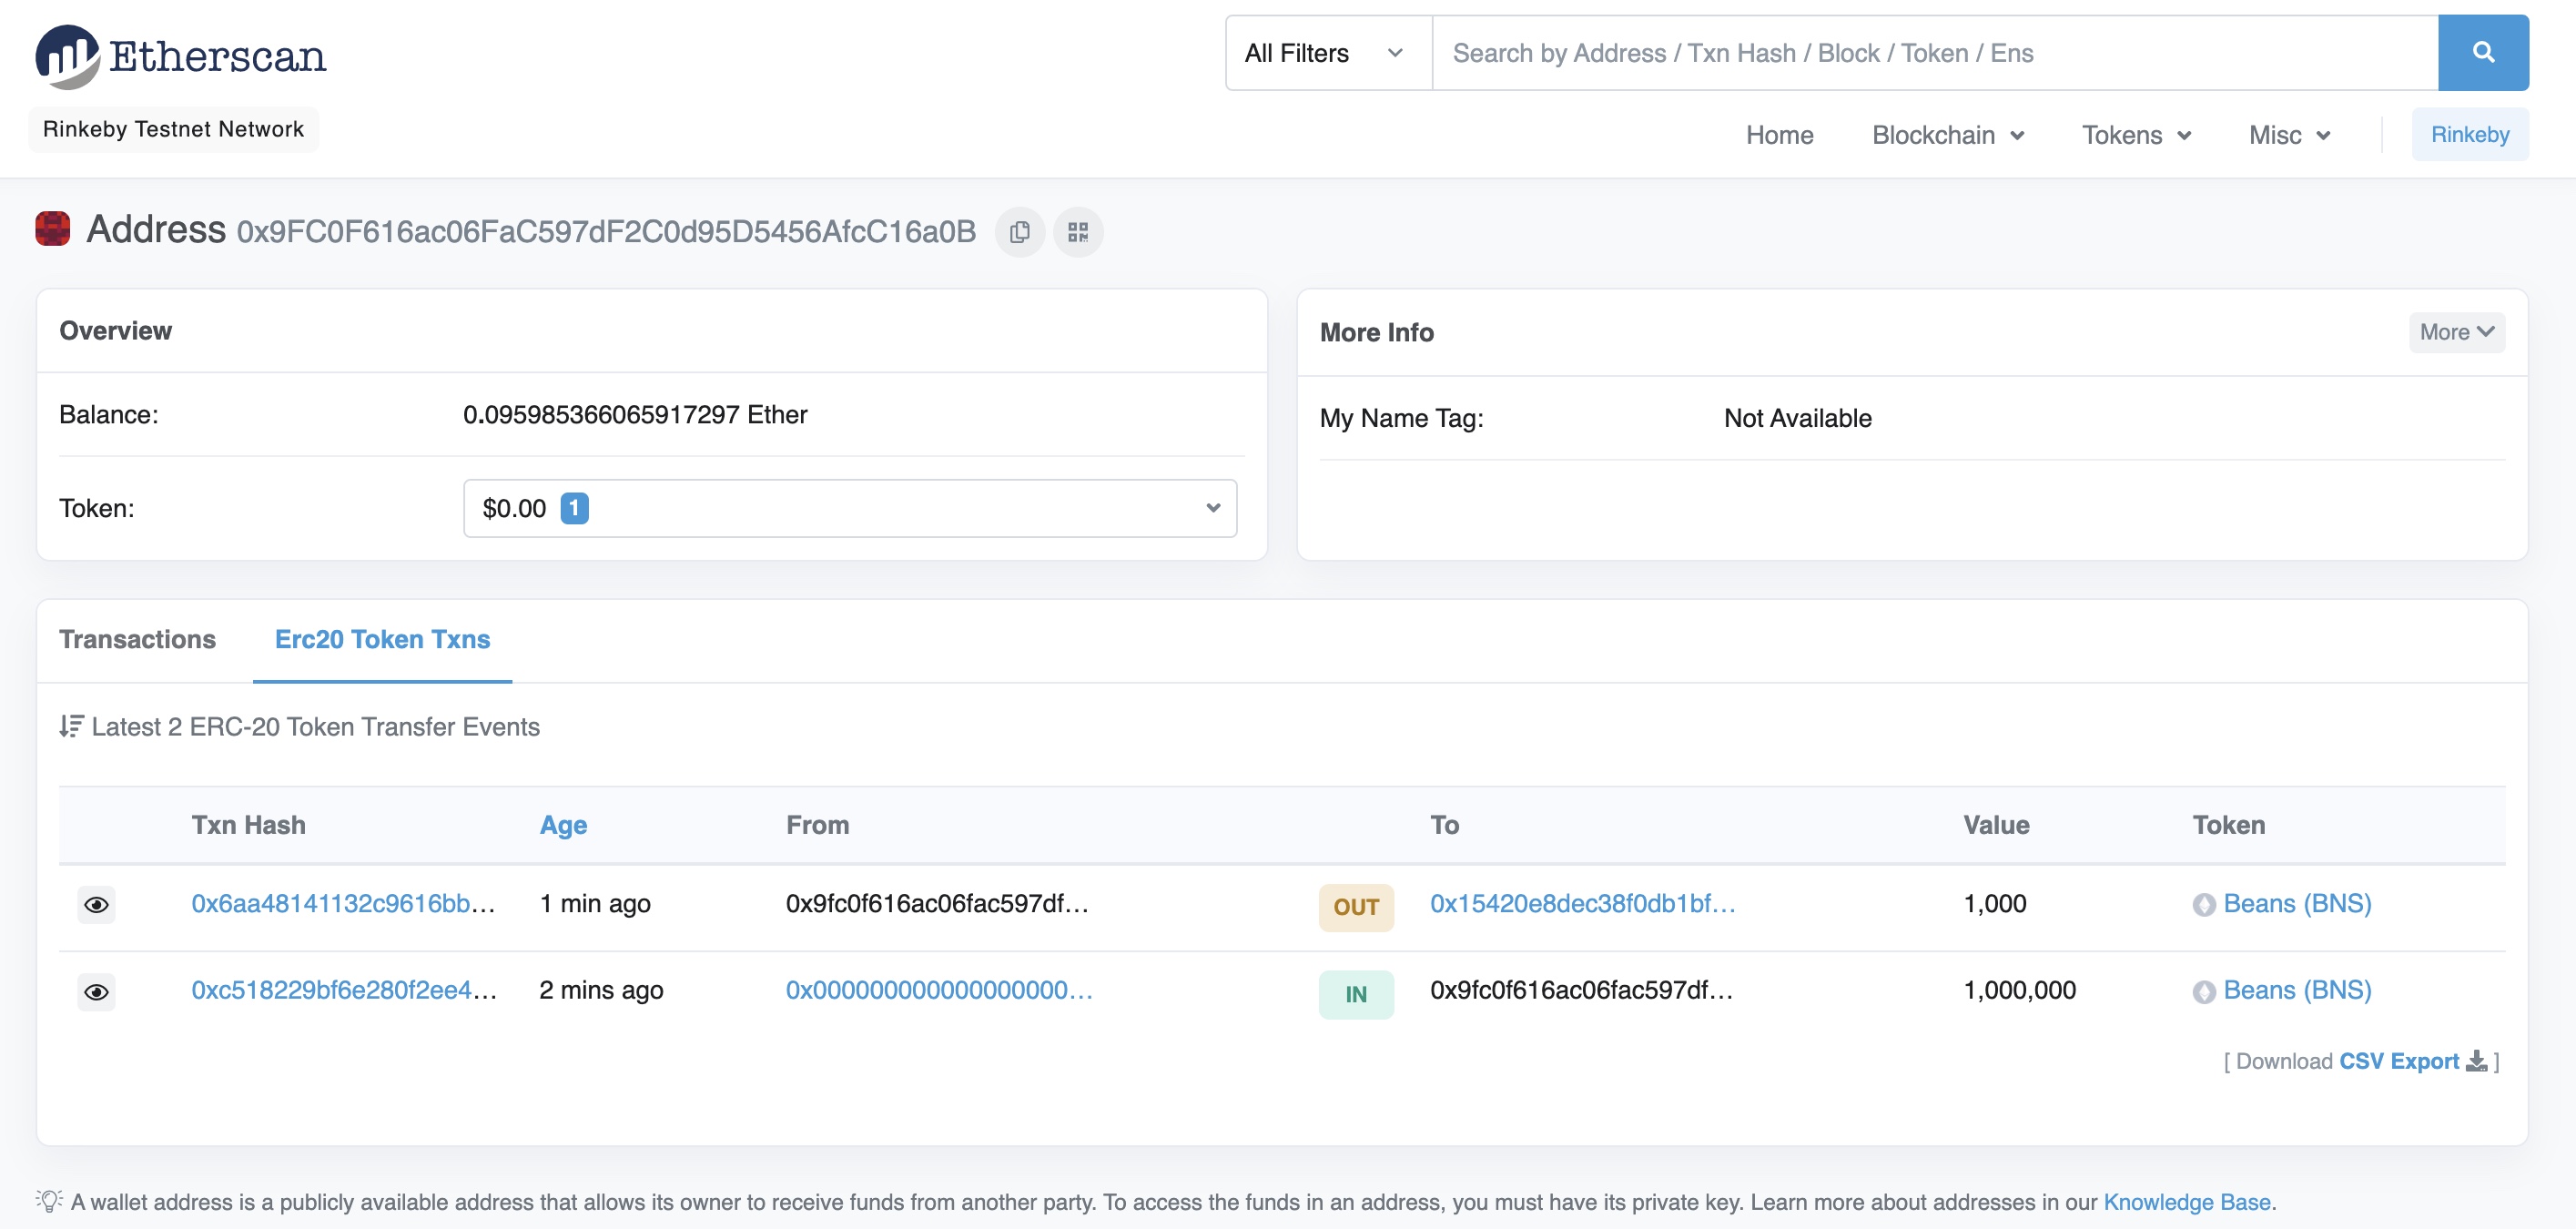 Etherscan
All Filters
Search by Address / Txn Hash / Block / Token / Ens
Rinkeby Testnet Network
Home Blockchain Tokens Misc Rinkeby
Address 0x9FC0F616ac06FaC597dF2C0d95D5456AfcC16a0B
Overview
Balance: 0.095985366065917297 Ether
Token: $0.00 1
More Info More
My Name Tag: Not Available
Transactions Erc20 Token Txns
Latest 2 ERC-20 Token Transfer Events
Txn Hash Age From To Value Token
0x6aa48141132c9616bb... 1 min ago 0x9fc0f616ac06fac597df... OUT 0x15420e8dec38f0db1bf... 1,000 Beans (BNS)
0xc518229bf6e280f2ee4... 2 mins ago 0x000000000000000000... IN 0x9fc0f616ac06fac597df... 1,000,000 Beans (BNS)
[ Download CSV Export ]
A wallet address is a publicly available address that allows its owner to receive funds from another party. To access the funds in an address, you must have its private key. Learn more about addresses in our Knowledge Base.